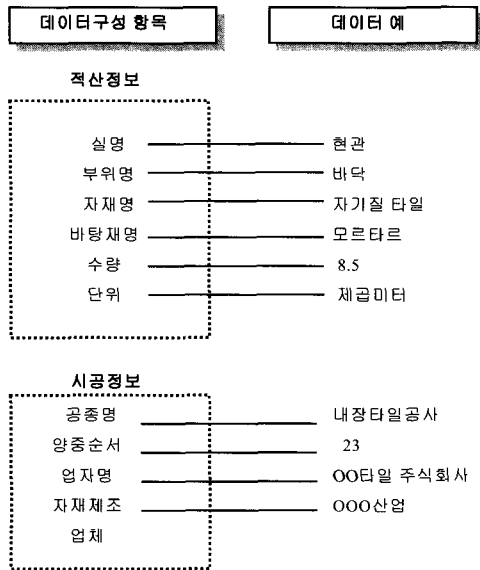 데이터구성 항목 데이터 예
적산정보
실명 현관
부위명 바닥
자재명 자기질 타일
바탕재명 모르타르
수량 8.5
단위 제곱미터
시공정보
공종명 내장타일공사
양중순서 23
업자명 OO타일 주식회사
자재제조 OOO산업
업체